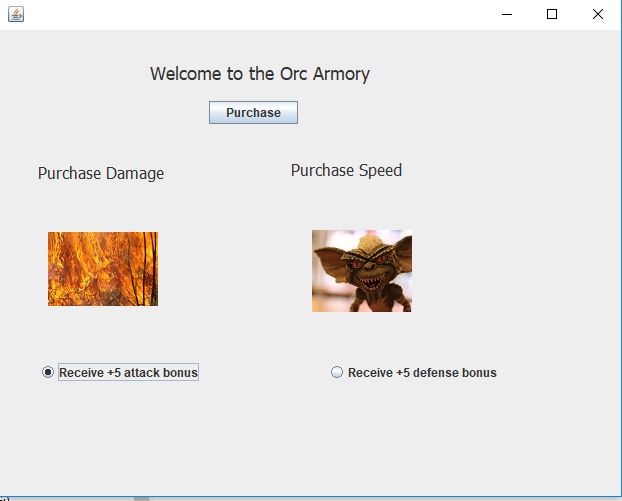 Welcome to the Orc Armory
Purchase
Purchase Damage
Purchase Speed
Receive +5 attack bonus
Receive +5 defense bonus